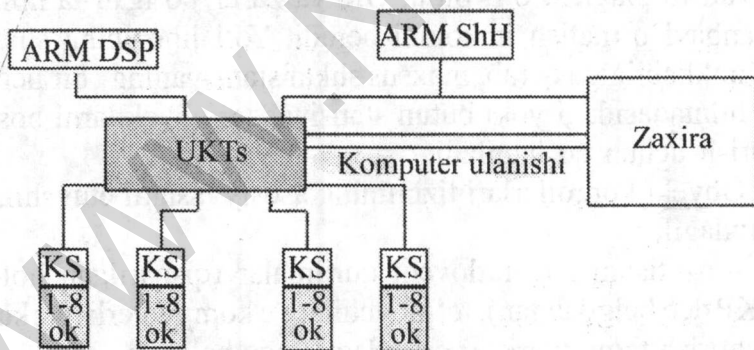 ARM DSP
ARM ShH
UKTs
Komputer ulanishi
Zaxira
KS
1-8
ok
KS
1-8
ok
KS
1-8
ok
KS
1-8
ok
WWW.